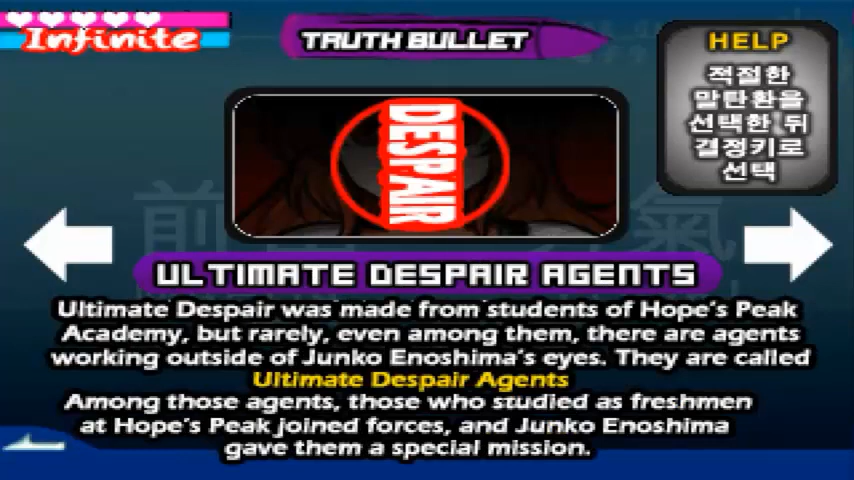 Infinite
TRUTH BULLET
HELP
적절한
말탄환을
선택한 뒤
결정키로
선택
DESPAIR
ULTIMATE DESPAIR AGENTS
Ultimate Despair was made from students of Hope's Peak
Academy, but rarely, even among them, there are agents
working outside of Junko Enoshima's eyes. They are called
Ultimate Despair Agents
Among those agents, those who studied as freshmen
at Hope's Peak joined forces, and Junko Enoshima
gave them a special mission.